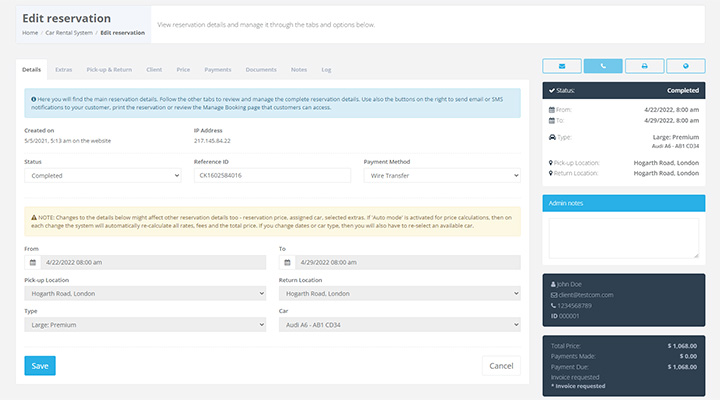 Edit reservation
Home / Car Rental System / Edit reservation
View reservation details and manage it through the tabs and options below.
Details Extras Pick-up & Return Client Price Payments Documents Notes Log
Here you will find the main reservation details. Follow the other tabs to review and manage the complete reservation details. Use also the buttons on the right to send email or SMS
notifications to your customer, print the reservation or review the Manage Booking page that customers can access.
Created on
5/5/2021, 5:13 am on the website
IP Address
217.145.84.22
Status
Completed
Reference ID
CK1602584016
Payment Method
Wire Transfer
NOTE: Changes to the details below might affect other reservation details too - reservation price, assigned car, selected extras. If 'Auto mode' is activated for price calculations, then on
each change the system will automatically re-calculate all rates, fees and the total price. If you change dates or car type, then you will also have to re-select an available car.
From
4/22/2022 08:00 am
To
4/29/2022 08:00 am
Pick-up Location
Hogarth Road, London
Return Location
Hogarth Road, London
Type
Large: Premium
Car
Audi A6 - AB1 CD34
Save
Cancel
Status: Completed
From: 4/22/2022, 8:00 am
To: 4/29/2022, 8:00 am
Type: Large: Premium
Audi A6 - AB1 CD34
Pick-up Location: Hogarth Road, London
Return Location: Hogarth Road, London
Admin notes
John Doe
client@testcom.com
1234568789
ID 000001
Total Price: $ 1,068.00
Payments Made: $ 0.00
Payment Due: $ 1,068.00
Invoice requested
* Invoice requested